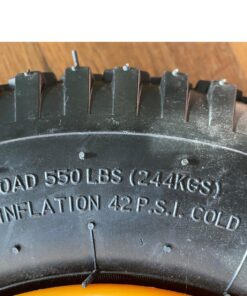 OAD 550 LBS (244KGS)
INFLATION 42 P.S.I. COLD